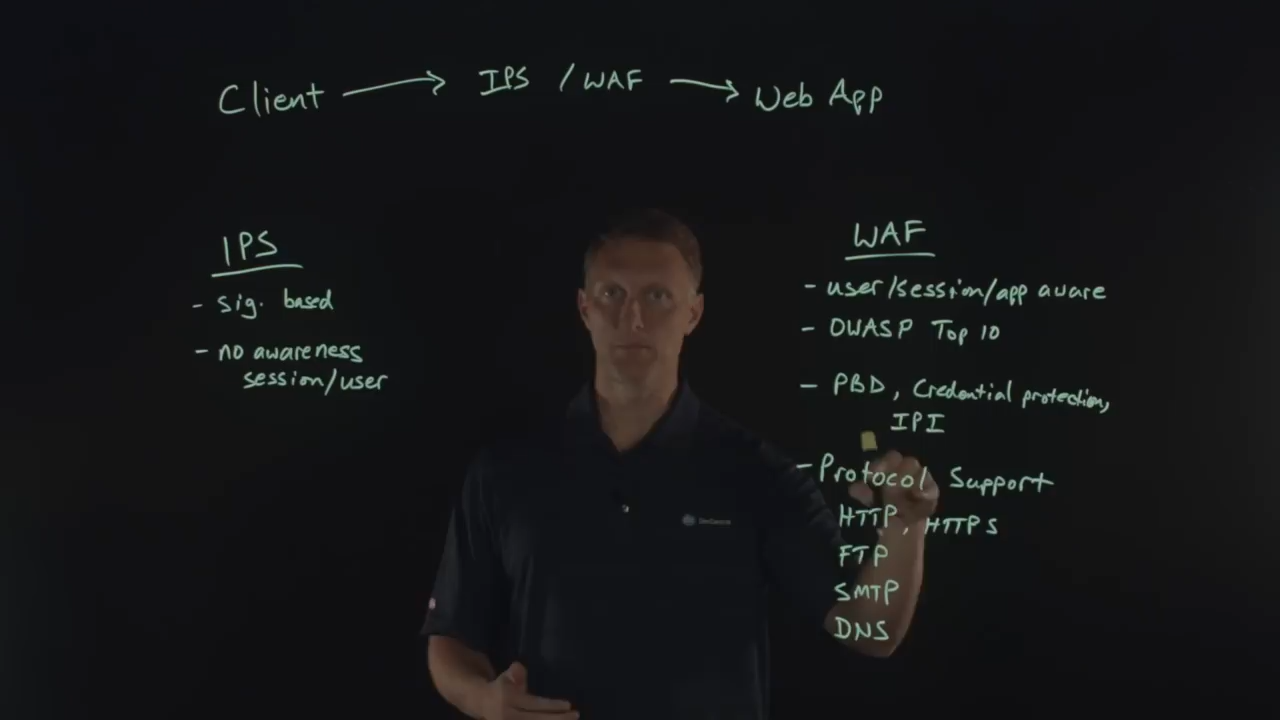 Client → IPS / WAF → Web App
IPS
- Sig. based
- no awareness
session/user
WAF
- user/session/app aware
- OWASP Top 10
- PBD, Credential protection,
IPI
- Protocol Support
HTTP, HTTPS
FTP
SMTP
DNS